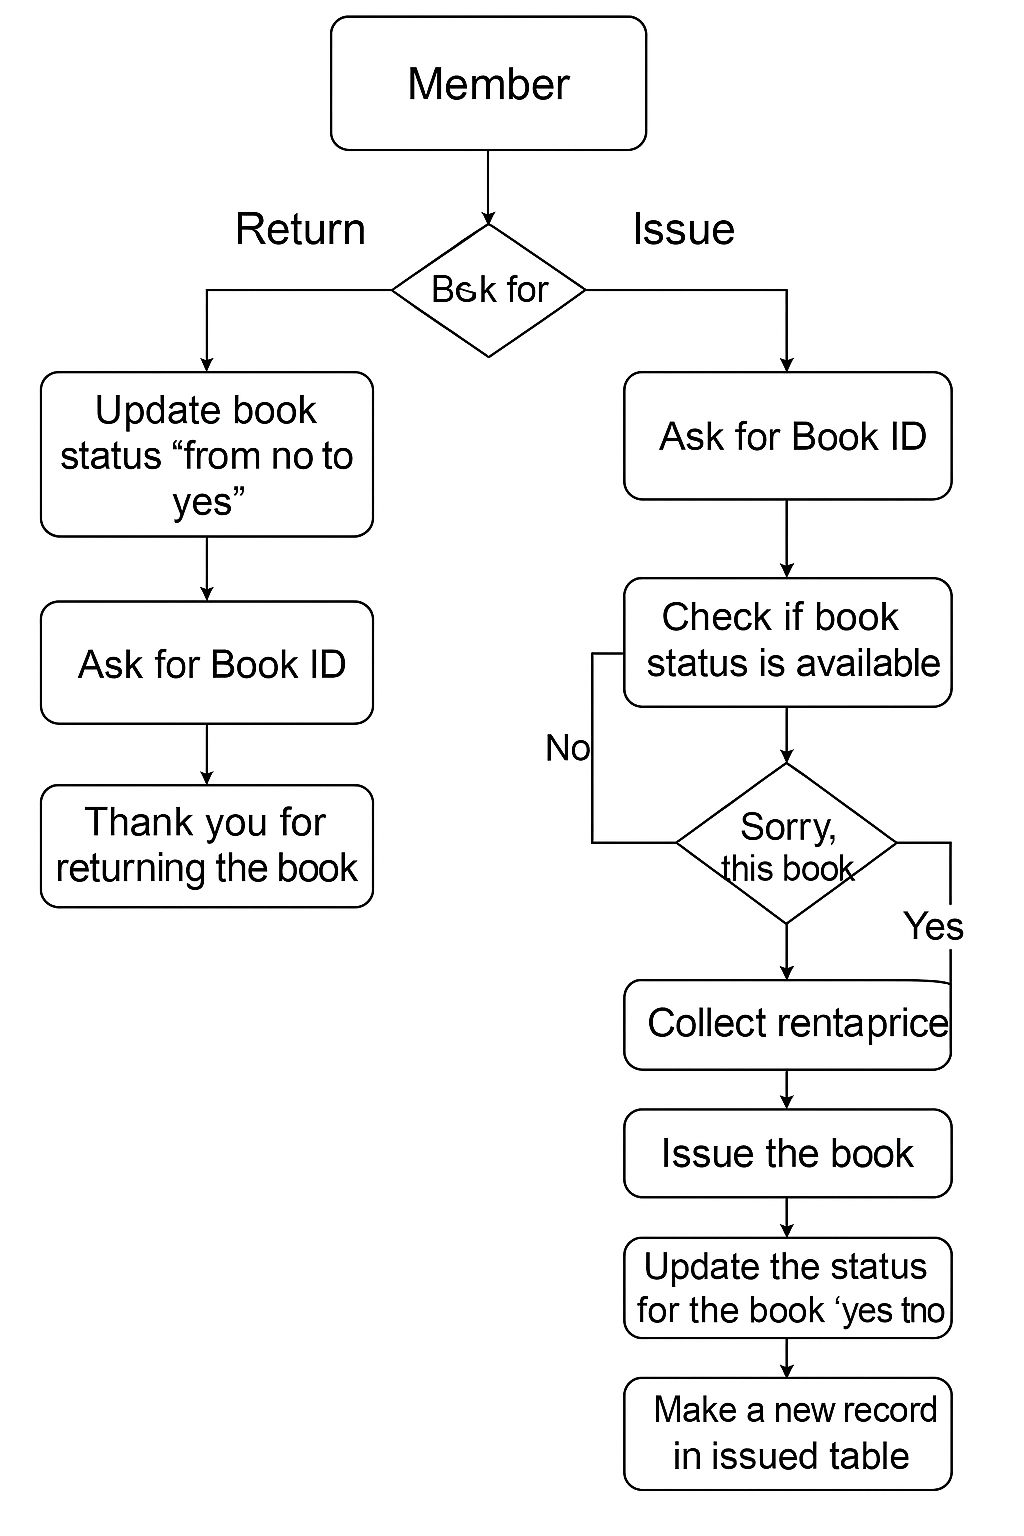 Member
Return
Issue
for
Update book
status “from no to
yes”
Ask for Book ID
Ask for Book ID
Check if book
status is available
Thank you for
returning the book
No
Sorry,
this book
Yes
Collect rentaprice
Issue the book
Update the status
for the book ‘yes tno
Make a new record
in issued table